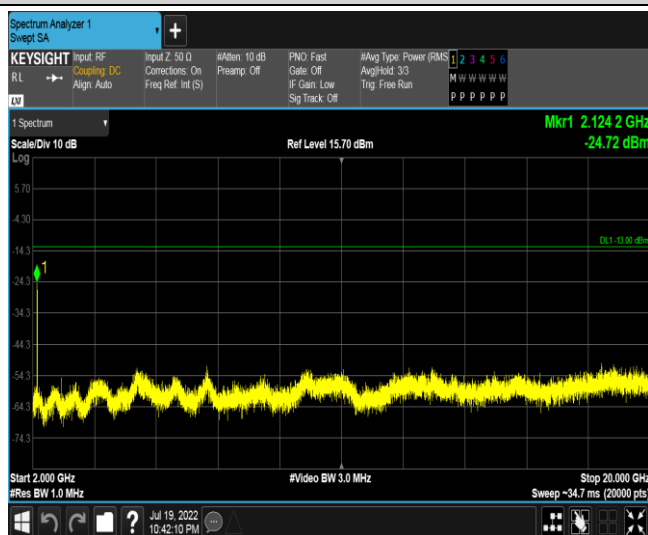 Spectrum Analyzer 1
Swept SA
KEYSIGHT
RL
Input: RF
Coupling: DC
Align: Auto
Input Z: 50 Ω
Corrections: On
Freq Ref: Int (S)
#Atten: 10 dB
Preamp: Off
PNO: Fast
Gate: Off
IF Gain: Low
Sig Track: Off
#Avg Type: Power (RMS
Avg|Hold: 3/3
Trig: Free Run
1 2 3 4 5 6
M W W W W W
P P P P P P
LXI
1 Spectrum
Mkr1 2.124 2 GHz
Scale/Div 10 dB
Ref Level 15.70 dBm
-24.72 dBm
Log
5.70
-4.30
DL1 -13.00 dBm
-14.3
1
-24.3
-34.3
-44.3
-54.3
-64.3
-74.3
Start 2.000 GHz
#Video BW 3.0 MHz
Stop 20.000 GHz
#Res BW 1.0 MHz
Sweep ~34.7 ms (20000 pts)
?
Jul 19, 2022
10:42:10 PM